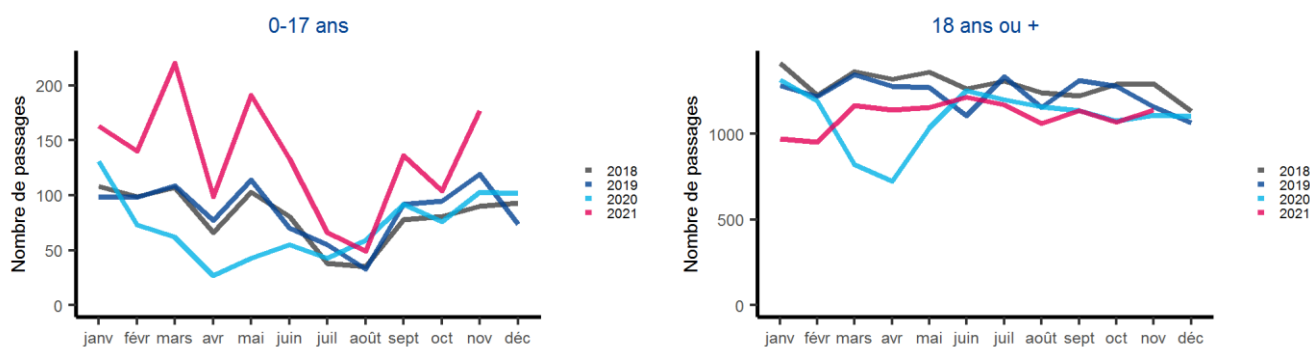 0-17 ans
Nombre de passages
200
150
100
50
0
janv févr mars avr mai juin juil août sept oct nov déc
2018
2019
2020
2021
18 ans ou +
Nombre de passages
1000
500
0
janv févr mars avr mai juin juil août sept oct nov déc
2018
2019
2020
2021